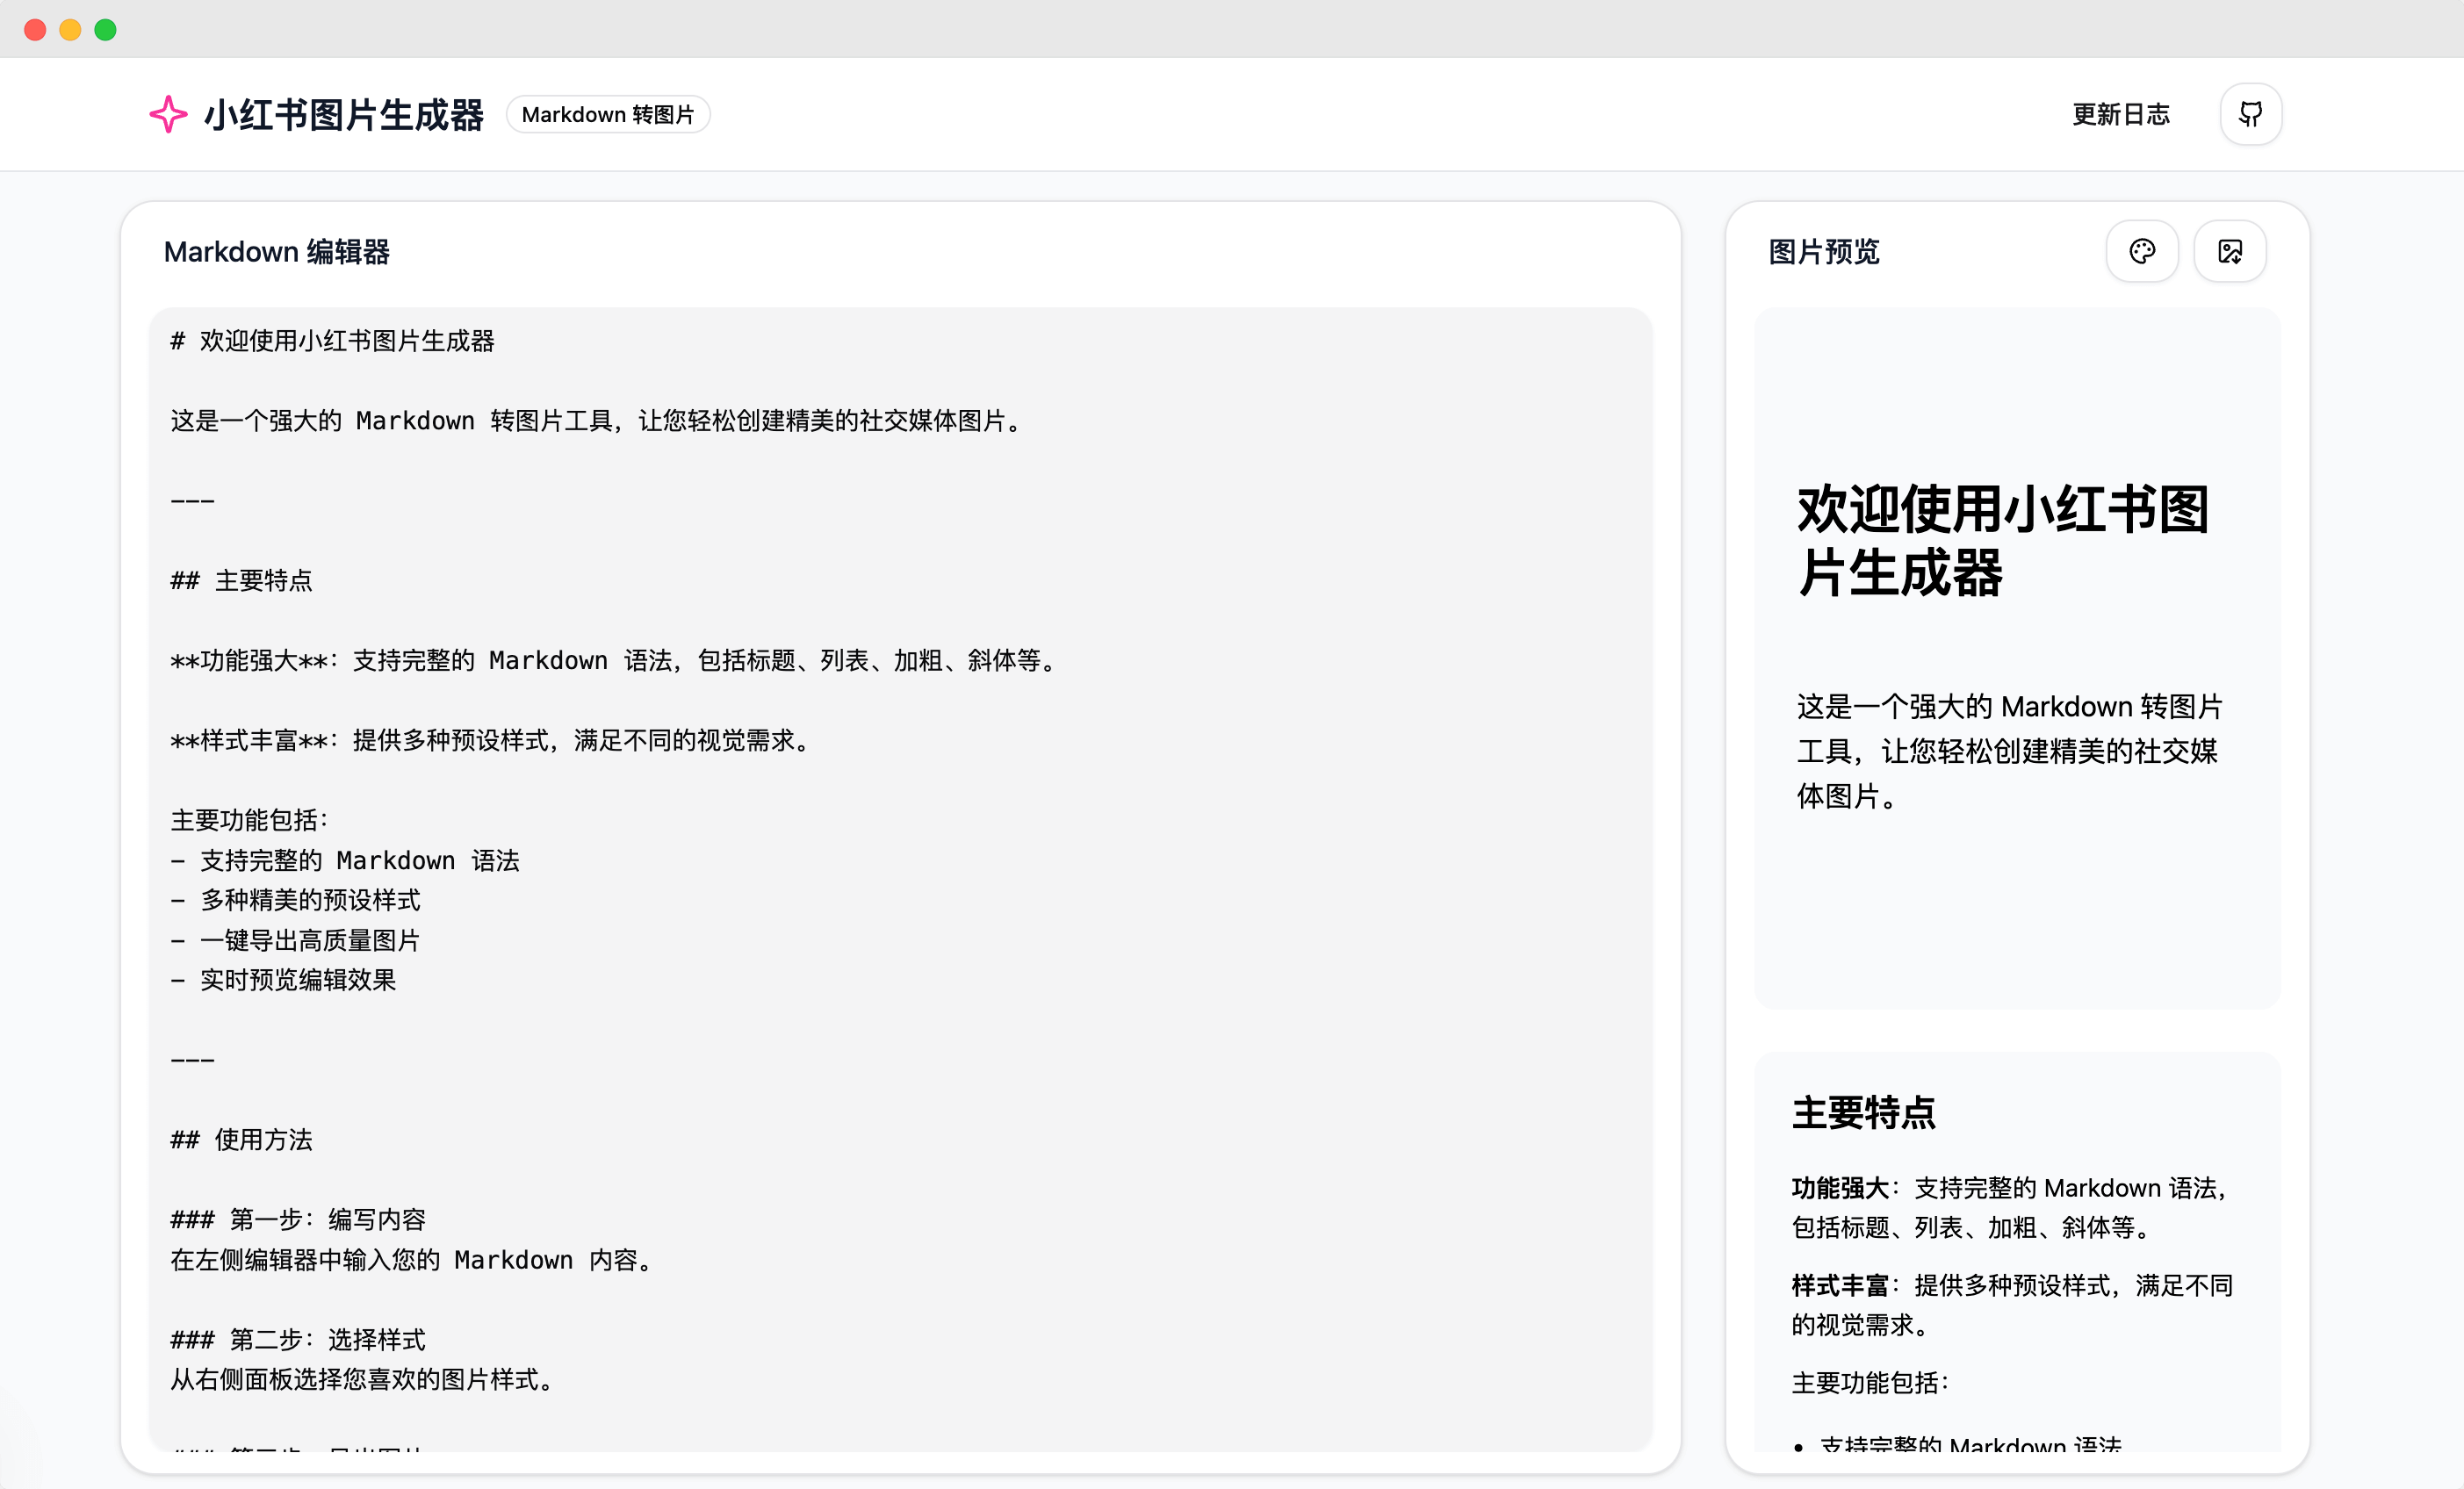 小红书图片生成器
Markdown 转图片
更新日志
Markdown 编辑器
# 欢迎使用小红书图片生成器
这是一个强大的 Markdown 转图片工具，让您轻松创建精美的社交媒体图片。
---
## 主要特点
**功能强大**：支持完整的 Markdown 语法，包括标题、列表、加粗、斜体等。
**样式丰富**：提供多种预设样式，满足不同的视觉需求。
主要功能包括：
- 支持完整的 Markdown 语法
- 多种精美的预设样式
- 一键导出高质量图片
- 实时预览编辑效果
---
## 使用方法
### 第一步：编写内容
在左侧编辑器中输入您的 Markdown 内容。
### 第二步：选择样式
从右侧面板选择您喜欢的图片样式。
图片预览
欢迎使用小红书图
片生成器
这是一个强大的 Markdown 转图片
工具，让您轻松创建精美的社交媒
体图片。
主要特点
功能强大：支持完整的 Markdown 语法，
包括标题、列表、加粗、斜体等。
样式丰富：提供多种预设样式，满足不同
的视觉需求。
主要功能包括：
• 支持完整的 Markdown 语法